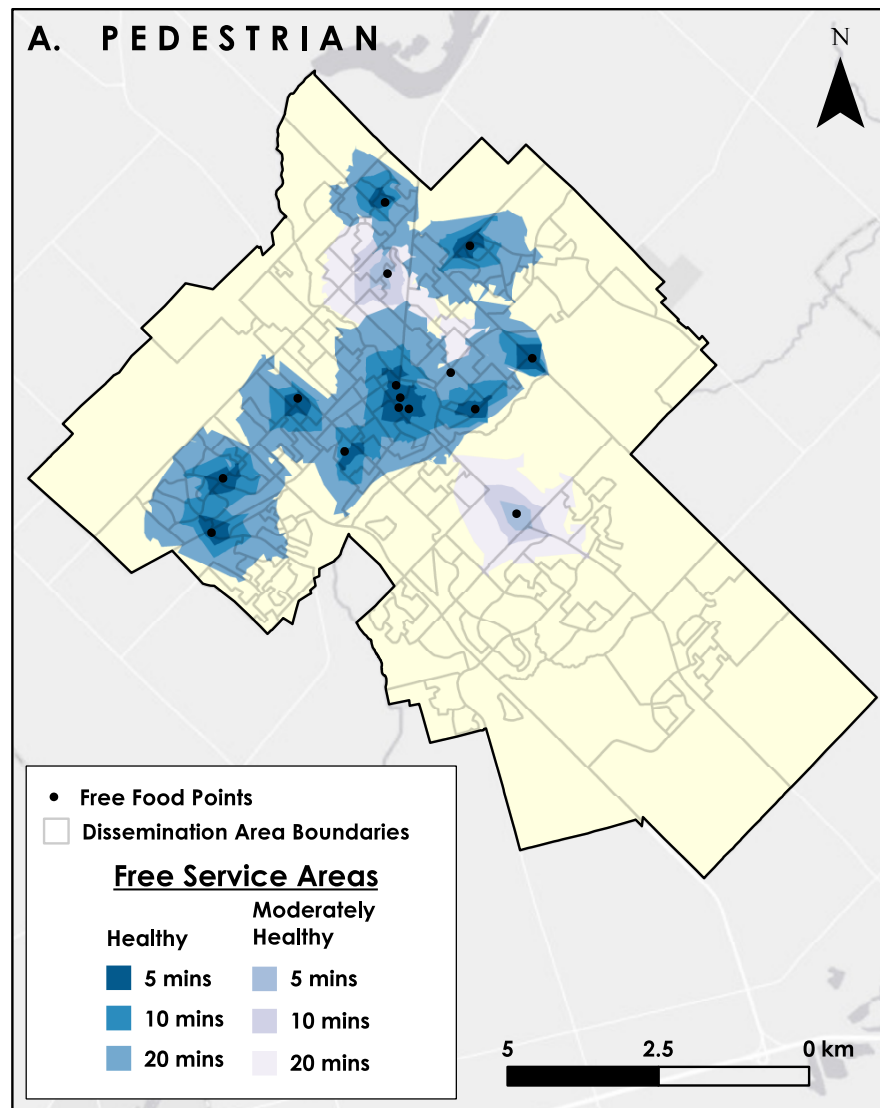 A. PEDESTRIAN
N
Free Food Points
Dissemination Area Boundaries
Free Service Areas
Healthy
Moderately
Healthy
5 mins 5 mins
10 mins 10 mins
20 mins 20 mins
5 2.5 0 km